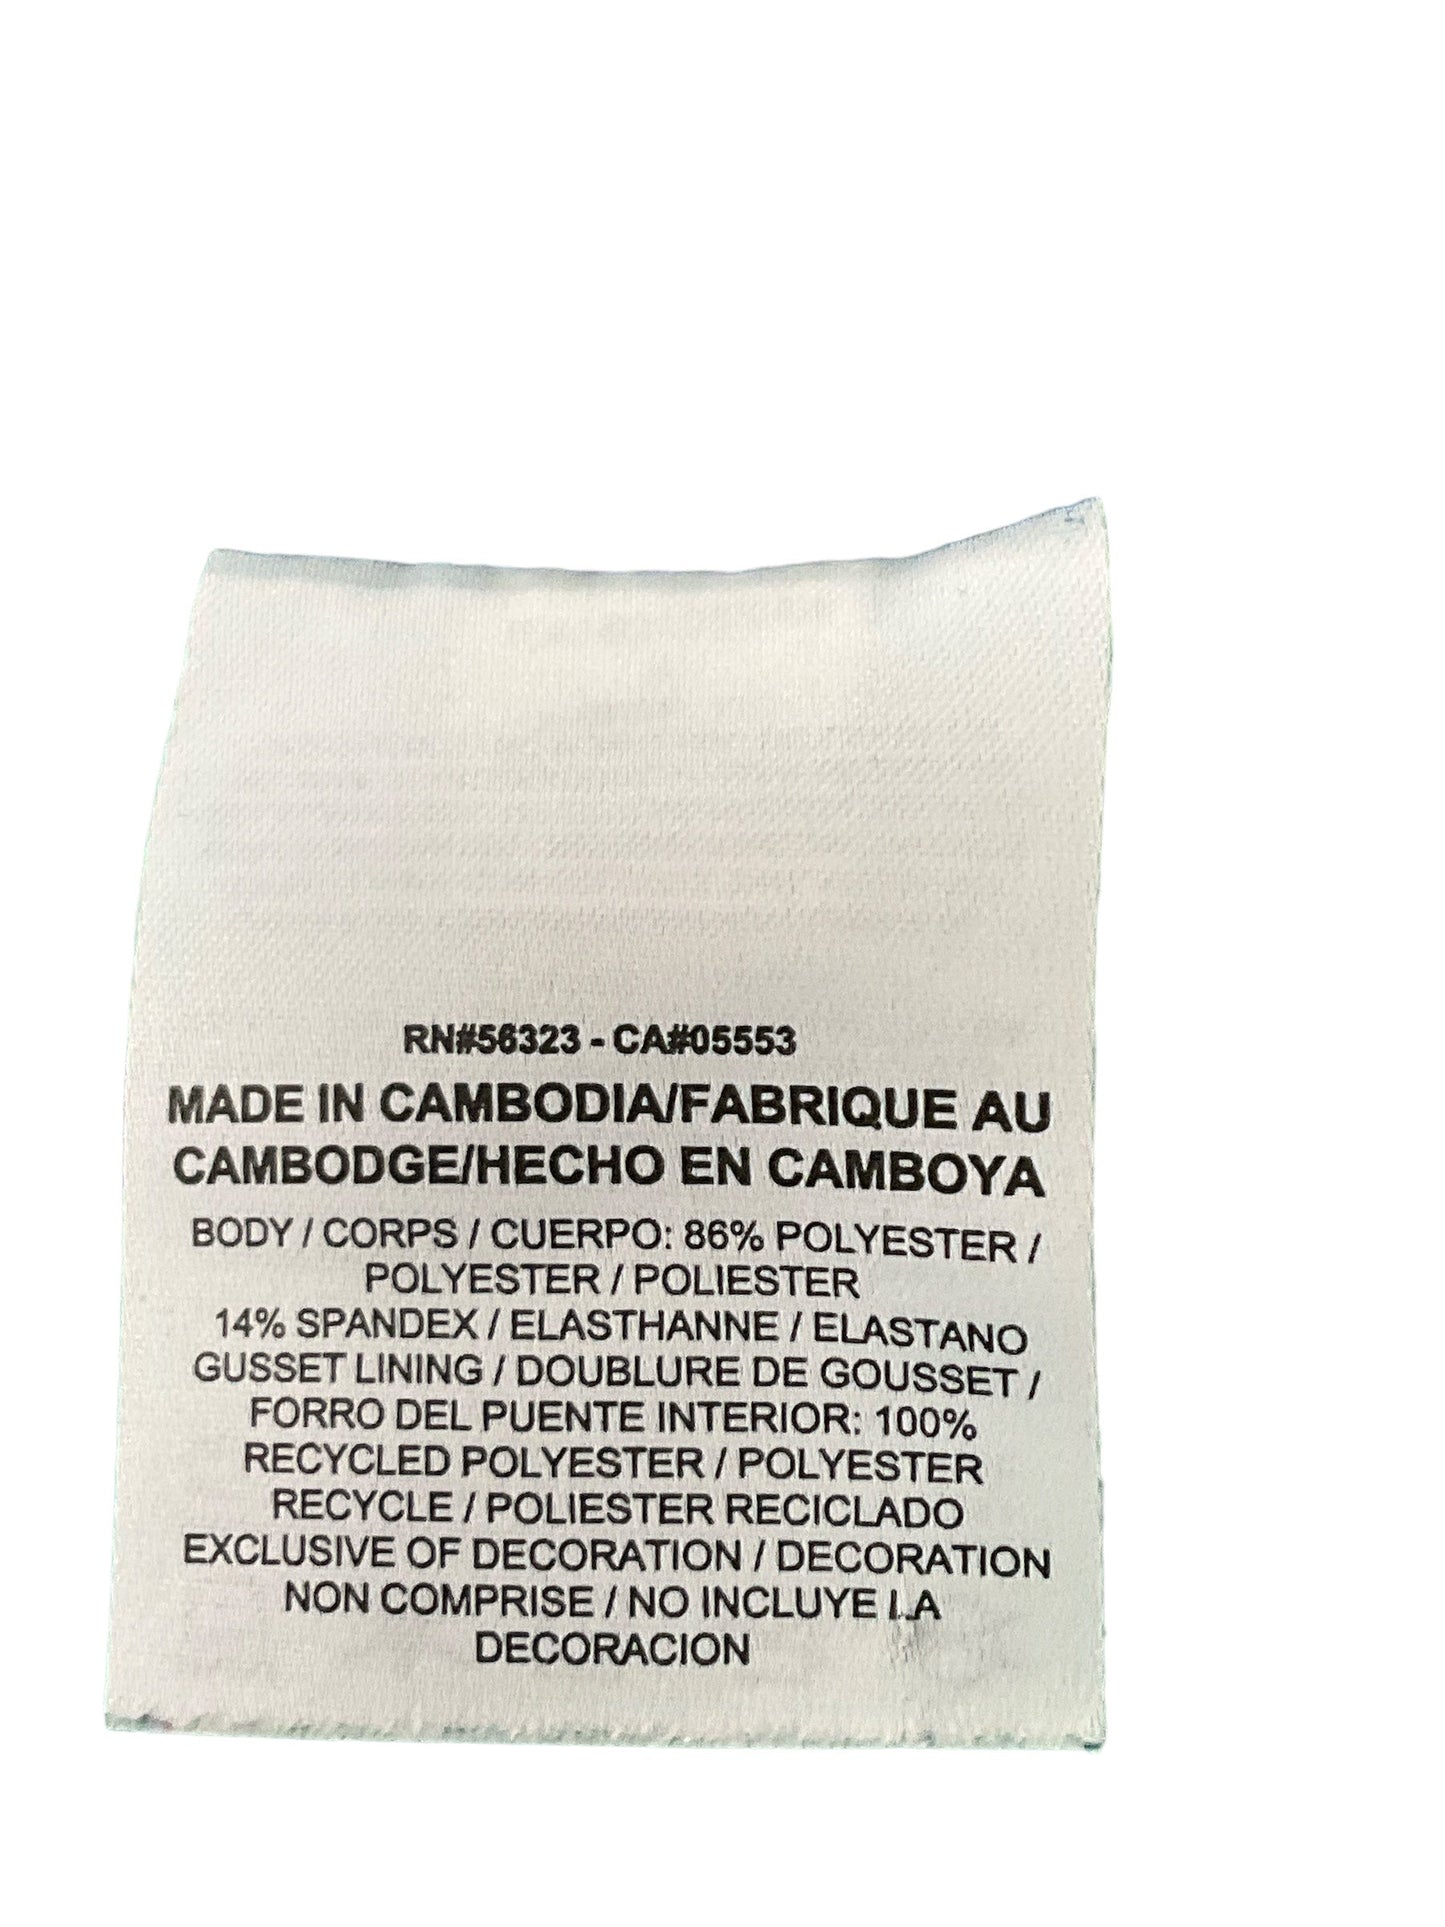 RN#56323 - CA#05553
MADE IN CAMBODIA/FABRIQUE AU
CAMBODGE/HECHO EN CAMBOYA
BODY / CORPS / CUERPO: 86% POLYESTER /
POLYESTER / POLIESTER
14% SPANDEX / ELASTHANNE / ELASTANO
GUSSET LINING / DOUBLURE DE GOUSSET /
FORRO DEL PUENTE INTERIOR: 100%
RECYCLED POLYESTER / POLYESTER
RECYCLE / POLIESTER RECICLADO
EXCLUSIVE OF DECORATION / DECORATION
NON COMPRISE / NO INCLUYE LA
DECORACION